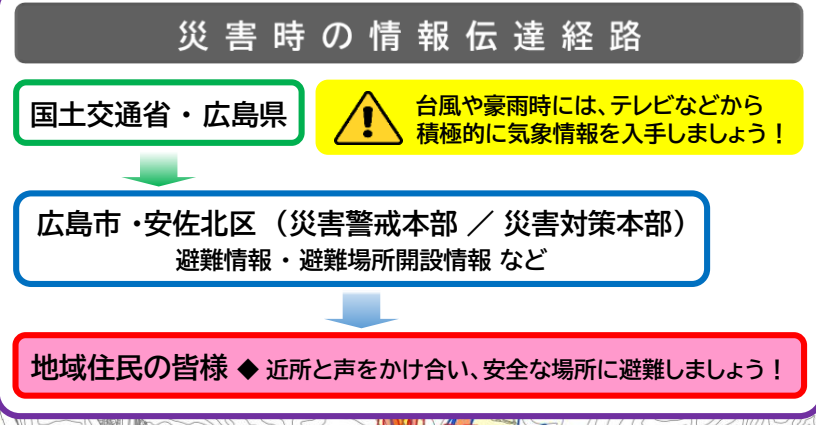 災害時の情報伝達経路
国土交通省・広島県
台風や豪雨時には、テレビなどから
積極的に気象情報を入手しましょう！
広島市・安佐北区（災害警戒本部 ／ 災害対策本部）
避難情報・避難場所開設情報 など
地域住民の皆様 ◆ 近所と声をかけ合い、安全な場所に避難しましょう！